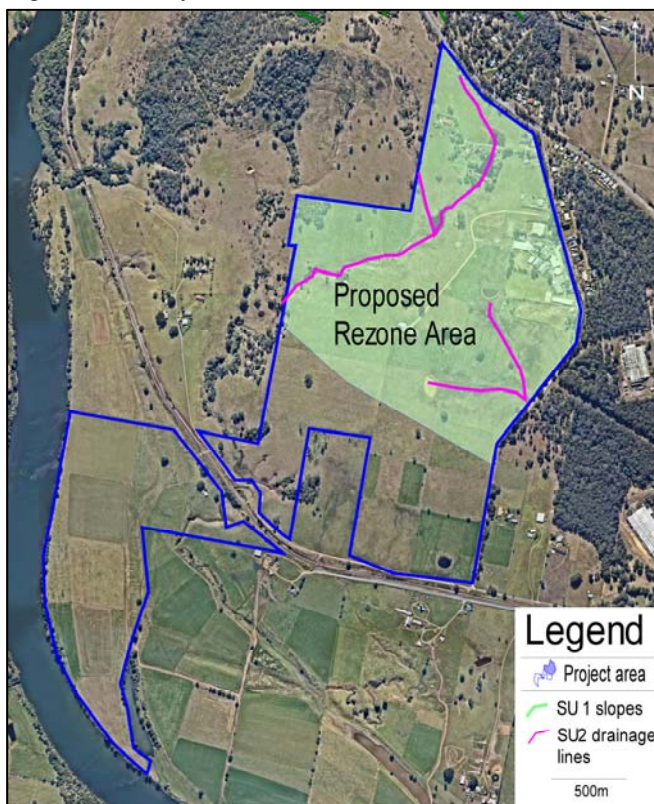 N
Proposed
Rezone Area
Legend
Project area
SU 1 slopes
SU2 drainage
lines
500m